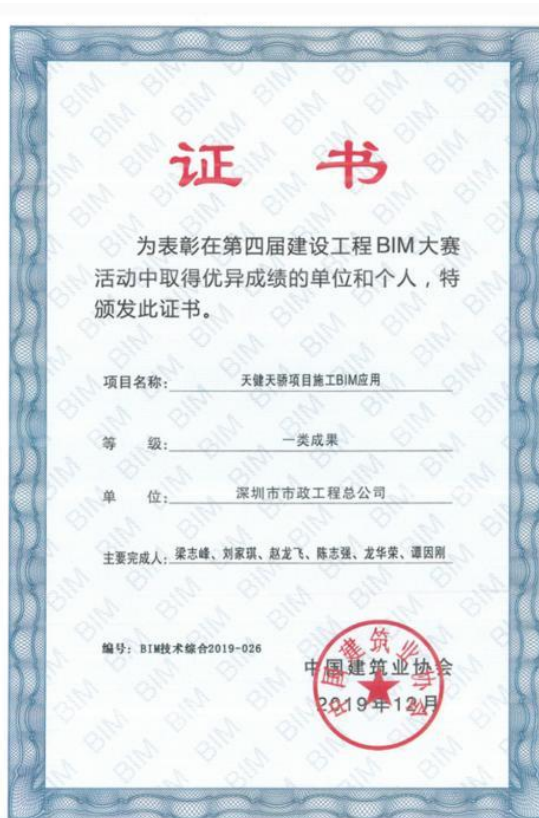 证 书
为表彰在第四届建设工程BIM大赛
活动中取得优异成绩的单位和个人，特
颁发此证书。
项目名称：天健天骄项目施工BIM应用
等 级：一类成果
单 位：深圳市市政工程总公司
主要完成人：梁志峰、刘家琪、赵龙飞、陈志强、龙华荣、谭因刚
编号：BIM技术综合2019-026
中国建筑业协会
2019年12月